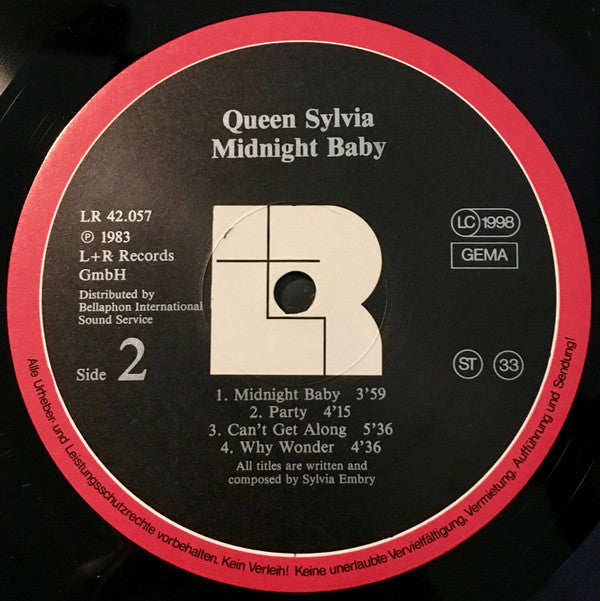 Queen Sylvia
Midnight Baby
LR 42.057
℗ 1983
L+R Records
GmbH
Distributed by
Bellaphon International
Sound Service
Side 2
LC 1998
GEMA
ST 33
L+R
1. Midnight Baby 3'59
2. Party 4'15
3. Can't Get Along 5'36
4. Why Wonder 4'36
All titles are written and
composed by Sylvia Embry
Alle Urheber- und Leistungsschutzrechte vorbehalten. Kein Verleih! Keine unerlaubte Vervielfältigung, Vermietung, Aufführung und Sendung!